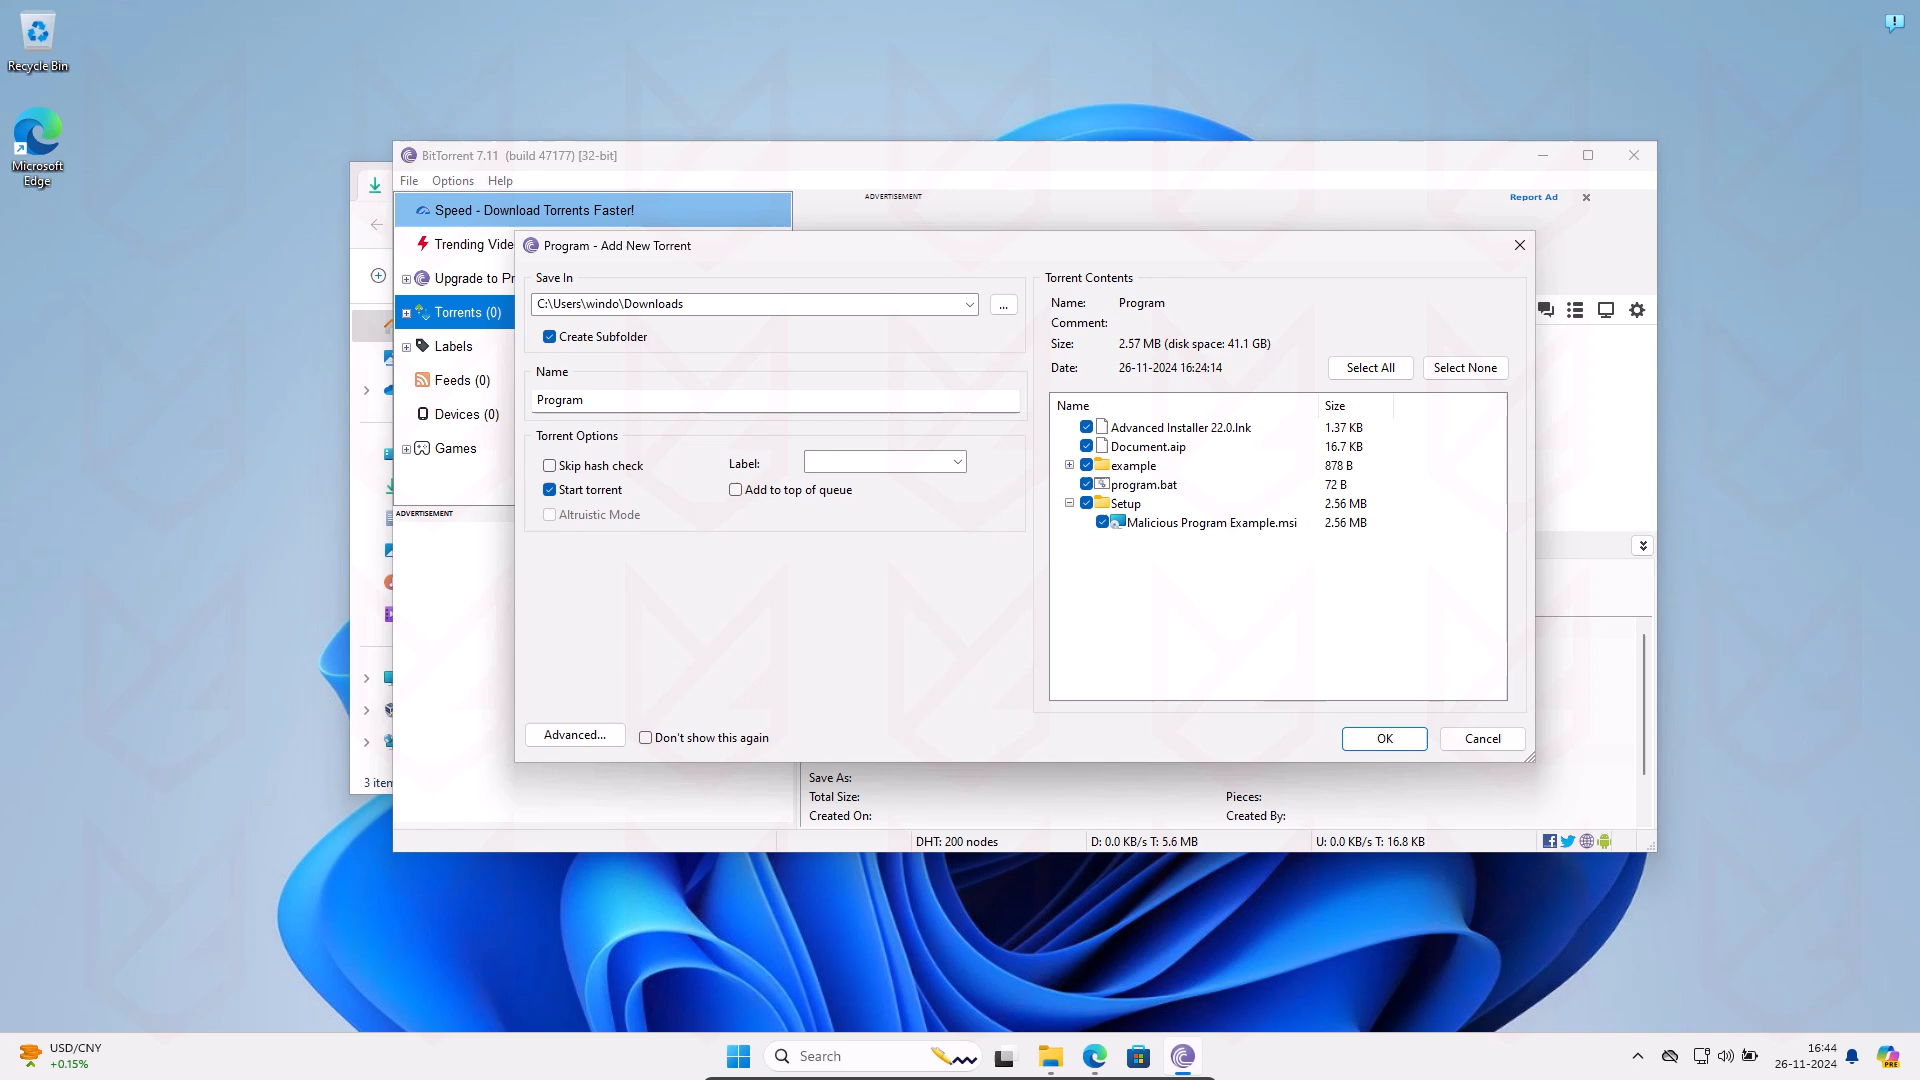 Recycle Bin
Microsoft
Edge
BitTorrent 7.11 (build 47177) [32-bit]
File Options Help
ADVERTISEMENT
Report Ad
Speed - Download Torrents Faster!
Trending Vide
Upgrade to Pr
Torrents (0)
Labels
Feeds (0)
Devices (0)
Games
ADVERTISEMENT
Program - Add New Torrent
Save In
C:\Users\windo\Downloads
...
Create Subfolder
Name
Program
Torrent Options
Skip hash check
Label:
Start torrent
Add to top of queue
Altruistic Mode
Advanced...
Don't show this again
Torrent Contents
Name: Program
Comment:
Size: 2.57 MB (disk space: 41.1 GB)
Date: 26-11-2024 16:24:14
Select All
Select None
Name Size
Advanced Installer 22.0.lnk 1.37 KB
Document.aip 16.7 KB
example 878 B
program.bat 72 B
Setup 2.56 MB
Malicious Program Example.msi 2.56 MB
OK
Cancel
3 item
Save As:
Total Size:
Pieces:
Created On:
Created By:
DHT: 200 nodes
D: 0.0 KB/s T: 5.6 MB
U: 0.0 KB/s T: 16.8 KB
USD/CNY
+0.15%
Search
16:44
26-11-2024
PRE